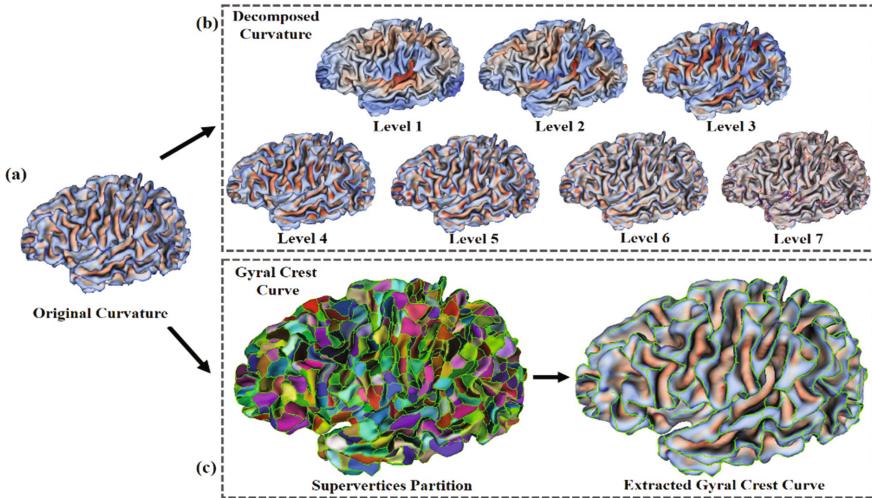 (b)
Decomposed
Curvature
Level 1
Level 2
Level 3
(a)
Level 4
Level 5
Level 6
Level 7
Original Curvature
Gyral Crest
Curve
(c)
Supervertices Partition
Extracted Gyral Crest Curve